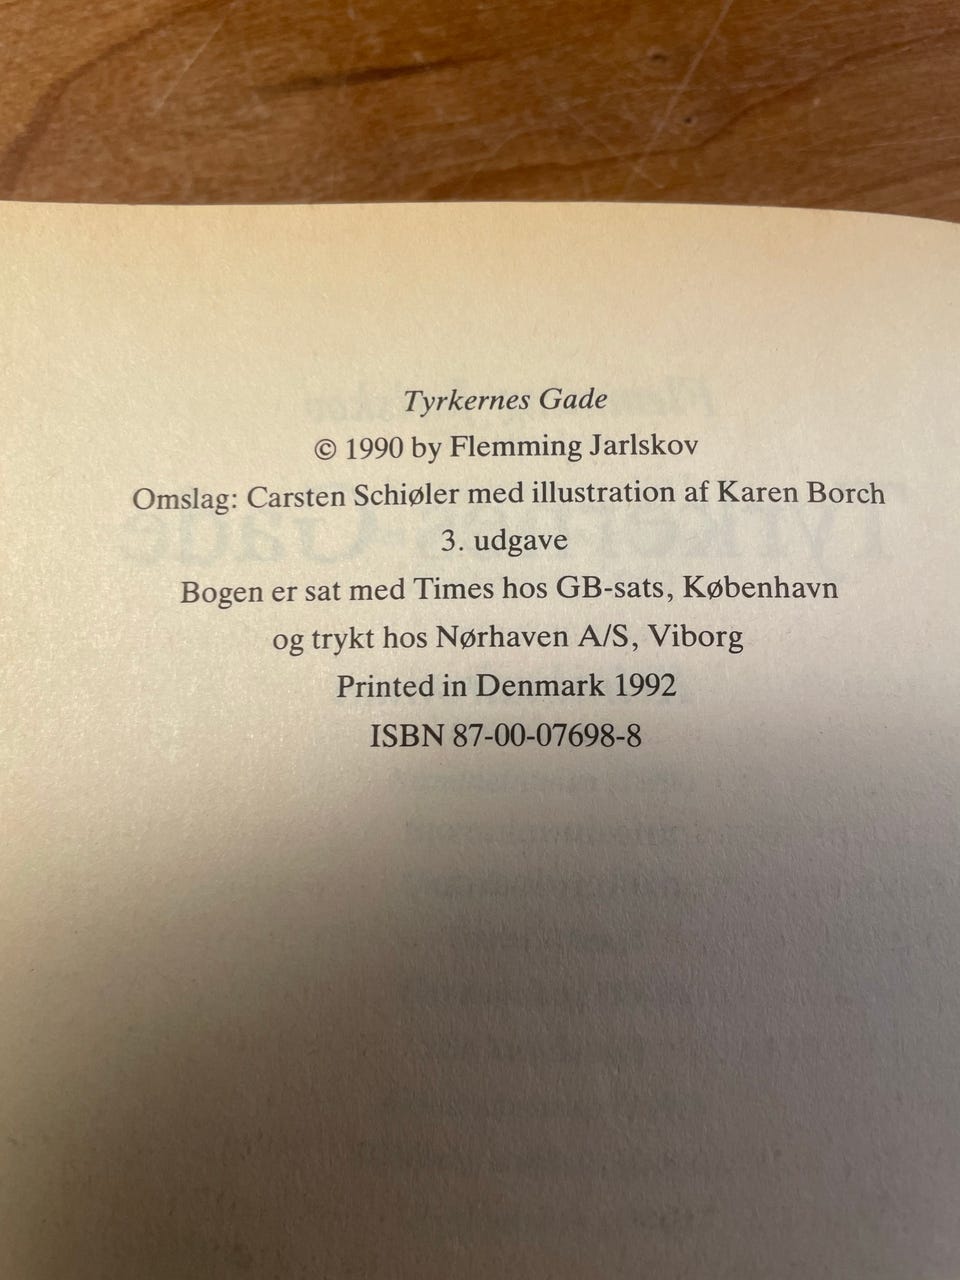 Tyrkernes Gade
© 1990 by Flemming Jarlskov
Omslag: Carsten Schiøler med illustration af Karen Borch
3. udgave
Bogen er sat med Times hos GB-sats, København
og trykt hos Nørhaven A/S, Viborg
Printed in Denmark 1992
ISBN 87-00-07698-8